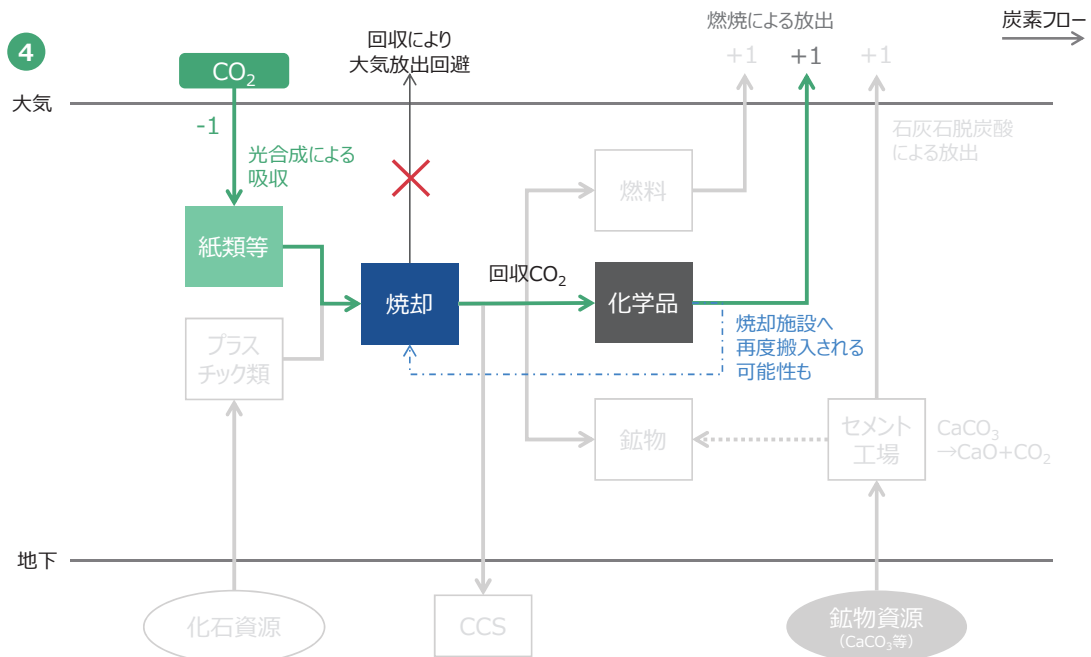 4
大気
CO₂
-1
光合成による
吸収
回収により
大気放出回避
燃焼による放出
+1
+1
+1
炭素フロー
石灰石脱炭酸
による放出
紙類等
焼却
回収CO₂
燃料
化学品
焼却施設へ
再度搬入される
可能性も
プラス
チック類
鉱物
セメント
工場
CaCO₃
→CaO+CO₂
地下
化石資源
CCS
鉱物資源
(CaCO₃等)